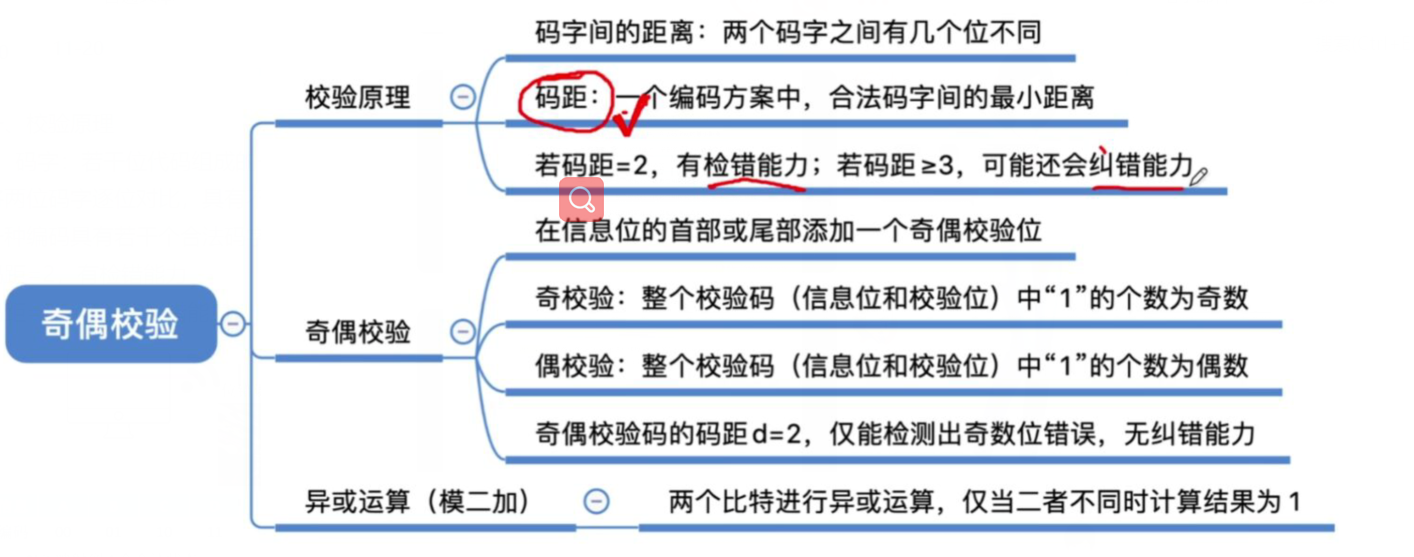 奇偶校验
校验原理
码字间的距离：两个码字之间有几个位不同
码距：一个编码方案中，合法码字间的最小距离
若码距=2，有检错能力；若码距≥3，可能还会纠错能力
奇偶校验
在信息位的首部或尾部添加一个奇偶校验位
奇校验：整个校验码（信息位和校验位）中“1”的个数为奇数
偶校验：整个校验码（信息位和校验位）中“1”的个数为偶数
奇偶校验码的码距d=2，仅能检测出奇数位错误，无纠错能力
异或运算（模二加）
两个比特进行异或运算，仅当二者不同时计算结果为1